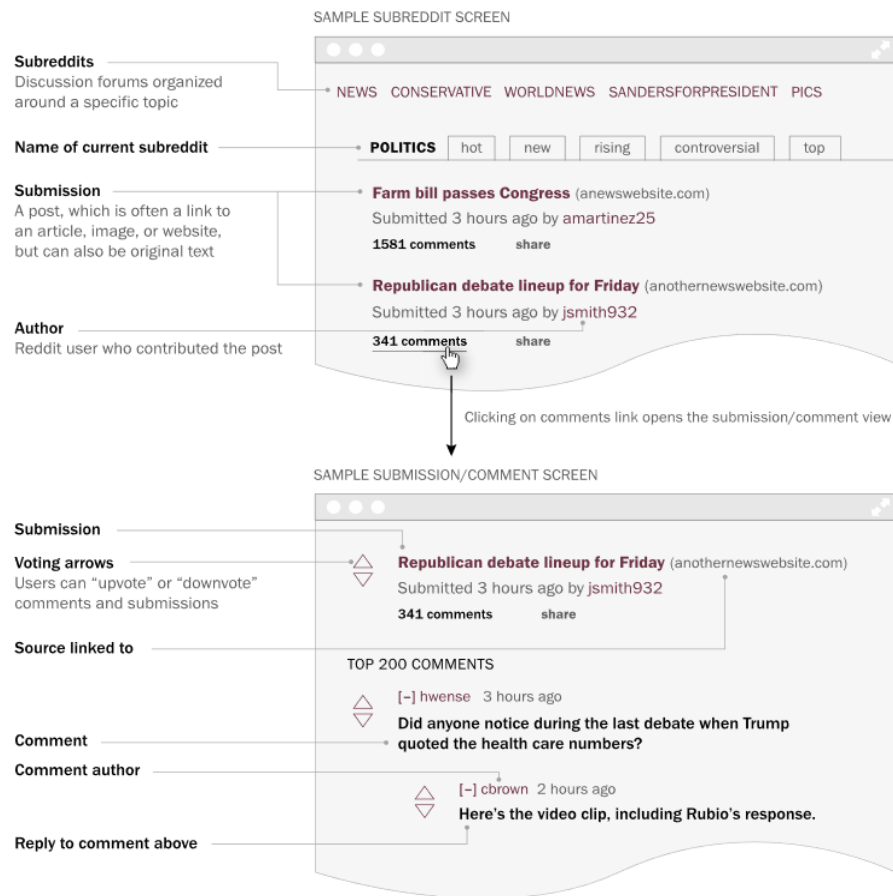 SAMPLE SUBREDDIT SCREEN
Subreddits
Discussion forums organized
around a specific topic
NEWS CONSERVATIVE WORLDNEWS SANDERSFORPRESIDENT PICS
Name of current subreddit
POLITICS hot new rising controversial top
Submission
A post, which is often a link to
an article, image, or website,
but can also be original text
Farm bill passes Congress (anewswebsite.com)
Submitted 3 hours ago by amartinez25
1581 comments share
Republican debate lineup for Friday (anothernewswebsite.com)
Submitted 3 hours ago by jsmith932
341 comments share
Author
Reddit user who contributed the post
Clicking on comments link opens the submission/comment view
SAMPLE SUBMISSION/COMMENT SCREEN
Submission
Voting arrows
Users can “upvote” or “downvote”
comments and submissions
Republican debate lineup for Friday (anothernewswebsite.com)
Submitted 3 hours ago by jsmith932
341 comments share
Source linked to
TOP 200 COMMENTS
[–] hwense 3 hours ago
Did anyone notice during the last debate when Trump
quoted the health care numbers?
Comment
Comment author
[–] cbrown 2 hours ago
Here’s the video clip, including Rubio’s response.
Reply to comment above